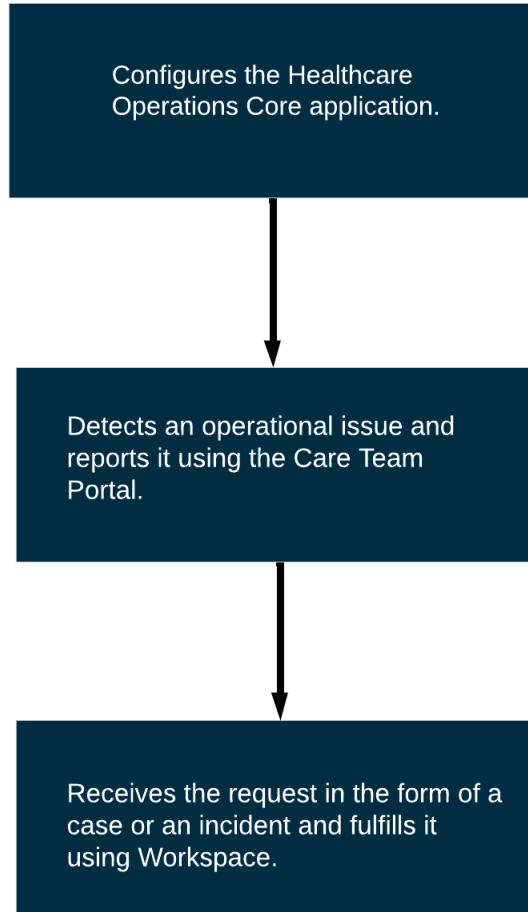 Configures the Healthcare
Operations Core application.
Detects an operational issue and
reports it using the Care Team
Portal.
Receives the request in the form of a
case or an incident and fulfills it
using Workspace.